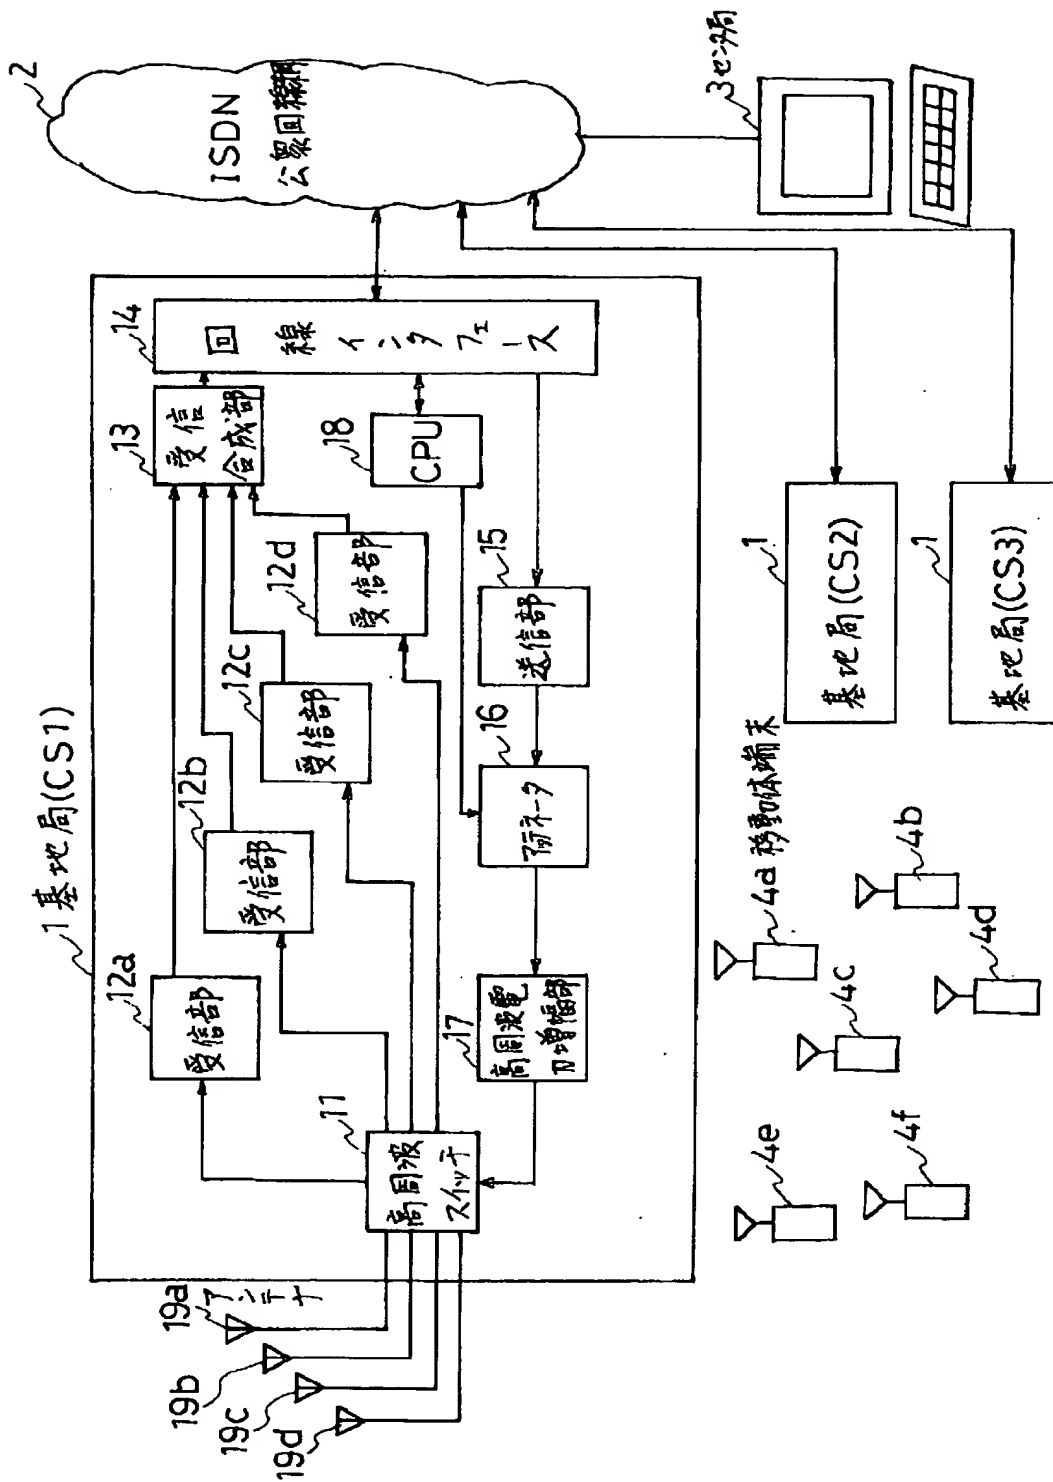 1 基地局(CS1)
2
ISDN
公衆回線網
3センタ局
14
回線インタフェース
13
受信
合成部
18
CPU
12a
受信部
12b
受信部
12c
受信部
12d
受信部
15
送信部
16
アッテネータ
17
高周波電
力増幅部
11
高周波
スイッチ
19a
アンテナ
19b
19c
19d
1
基地局(CS2)
1
基地局(CS3)
4a 移動体端末
4b
4c
4d
4e
4f